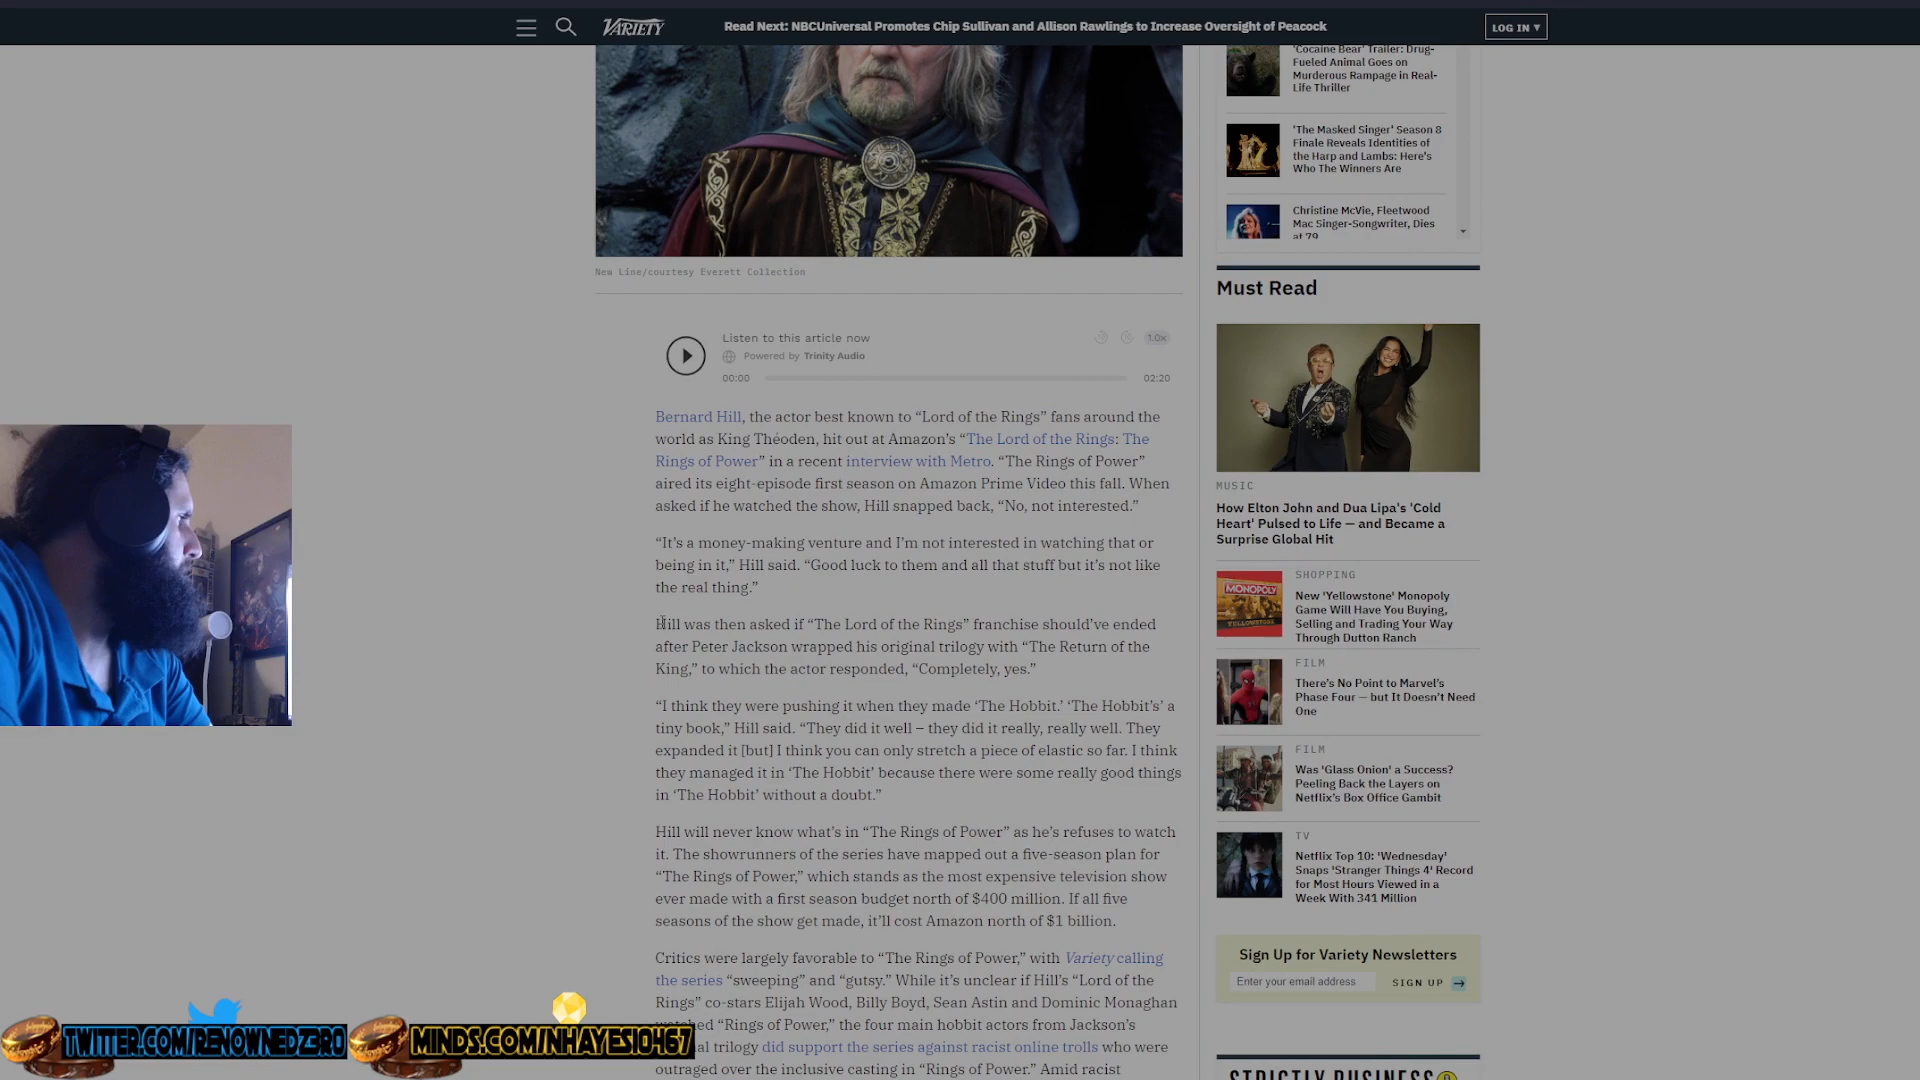 VARIETY
Read Next: NBCUniversal Promotes Chip Sullivan and Allison Rawlings to Increase Oversight of Peacock
LOG IN ▾
New Line/courtesy Everett Collection
Listen to this article now
Powered by Trinity Audio
1.0x
00:00
02:20
Bernard Hill, the actor best known to “Lord of the Rings” fans around the
world as King Théoden, hit out at Amazon’s “The Lord of the Rings: The
Rings of Power” in a recent interview with Metro. “The Rings of Power”
aired its eight-episode first season on Amazon Prime Video this fall. When
asked if he watched the show, Hill snapped back, “No, not interested.”
“It’s a money-making venture and I’m not interested in watching that or
being in it,” Hill said. “Good luck to them and all that stuff but it’s not like
the real thing.”
Hill was then asked if “The Lord of the Rings” franchise should’ve ended
after Peter Jackson wrapped his original trilogy with “The Return of the
King,” to which the actor responded, “Completely, yes.”
“I think they were pushing it when they made ‘The Hobbit.’ ‘The Hobbit’s’ a
tiny book,” Hill said. “They did it well – they did it really, really well. They
expanded it [but] I think you can only stretch a piece of elastic so far. I think
they managed it in ‘The Hobbit’ because there were some really good things
in ‘The Hobbit’ without a doubt.”
Hill will never know what’s in “The Rings of Power” as he’s refuses to watch
it. The showrunners of the series have mapped out a five-season plan for
“The Rings of Power,” which stands as the most expensive television show
ever made with a first season budget north of $400 million. If all five
seasons of the show get made, it’ll cost Amazon north of $1 billion.
Critics were largely favorable to “The Rings of Power,” with Variety calling
the series “sweeping” and “gutsy.” While it’s unclear if Hill’s “Lord of the
Rings” co-stars Elijah Wood, Billy Boyd, Sean Astin and Dominic Monaghan
“Rings of Power,” the four main hobbit actors from Jackson’s
trilogy did support the series against racist online trolls who were
outraged over the inclusive casting in “Rings of Power.” Amid racist
'Cocaine Bear' Trailer: Drug-
Fueled Animal Goes on
Murderous Rampage in Real-
Life Thriller
'The Masked Singer' Season 8
Finale Reveals Identities of
the Harp and Lambs: Here's
Who The Winners Are
Christine McVie, Fleetwood
Mac Singer-Songwriter, Dies
at 79
Must Read
MUSIC
How Elton John and Dua Lipa's 'Cold
Heart' Pulsed to Life — and Became a
Surprise Global Hit
MONOPOLY
YELLOWSTONE
SHOPPING
New 'Yellowstone' Monopoly
Game Will Have You Buying,
Selling and Trading Your Way
Through Dutton Ranch
FILM
There's No Point to Marvel's
Phase Four — but It Doesn't Need
One
FILM
Was 'Glass Onion' a Success?
Peeling Back the Layers on
Netflix's Box Office Gambit
TV
Netflix Top 10: 'Wednesday'
Snaps 'Stranger Things 4' Record
for Most Hours Viewed in a
Week With 341 Million
Sign Up for Variety Newsletters
Enter your email address
SIGN UP →
STRICTLY BUSINESS
TWITTER.COM/RENOWNEDZ3R0
MINDS.COM/NHAYES10467